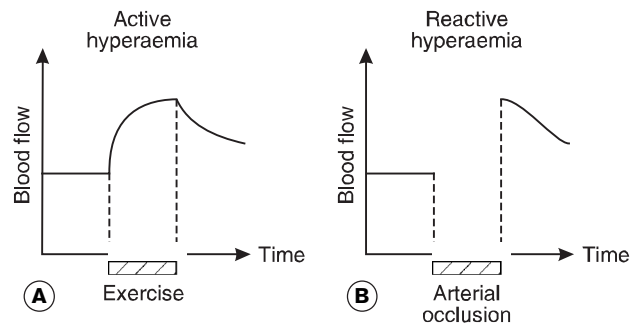 Active
hyperaemia
Blood flow
Time
A
Exercise
Reactive
hyperaemia
Blood flow
Time
B
Arterial
occlusion